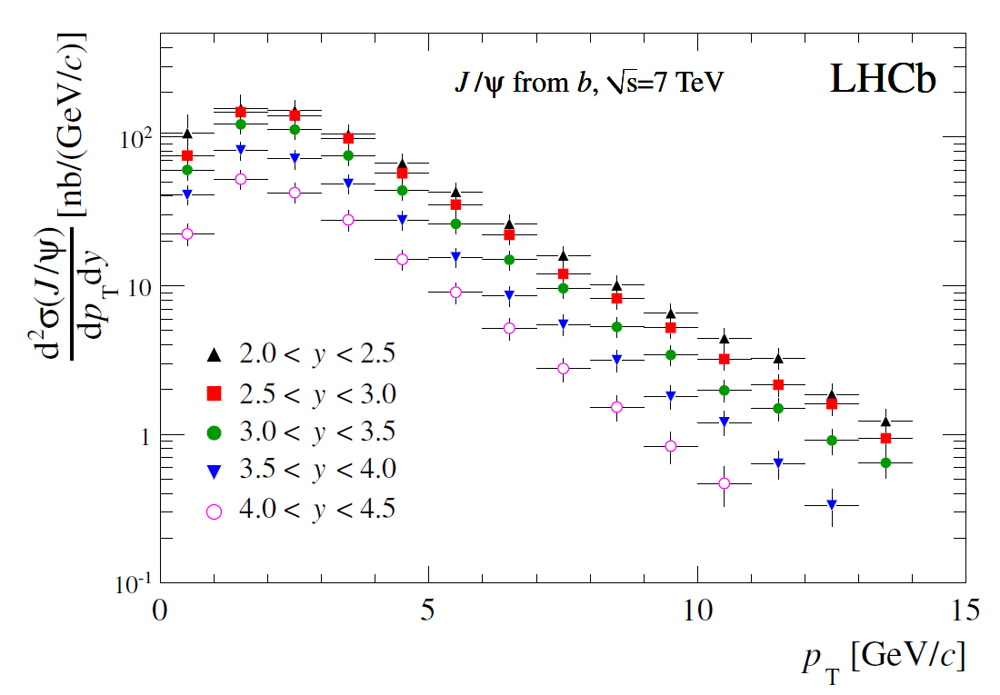 J/ψ from b, √s=7 TeV
LHCb
d²σ(J/ψ)
dp_T dy
[nb/(GeV/c)]
10²
10
1
10⁻¹
2.0 < y < 2.5
2.5 < y < 3.0
3.0 < y < 3.5
3.5 < y < 4.0
4.0 < y < 4.5
0 5 10 15
p_T [GeV/c]